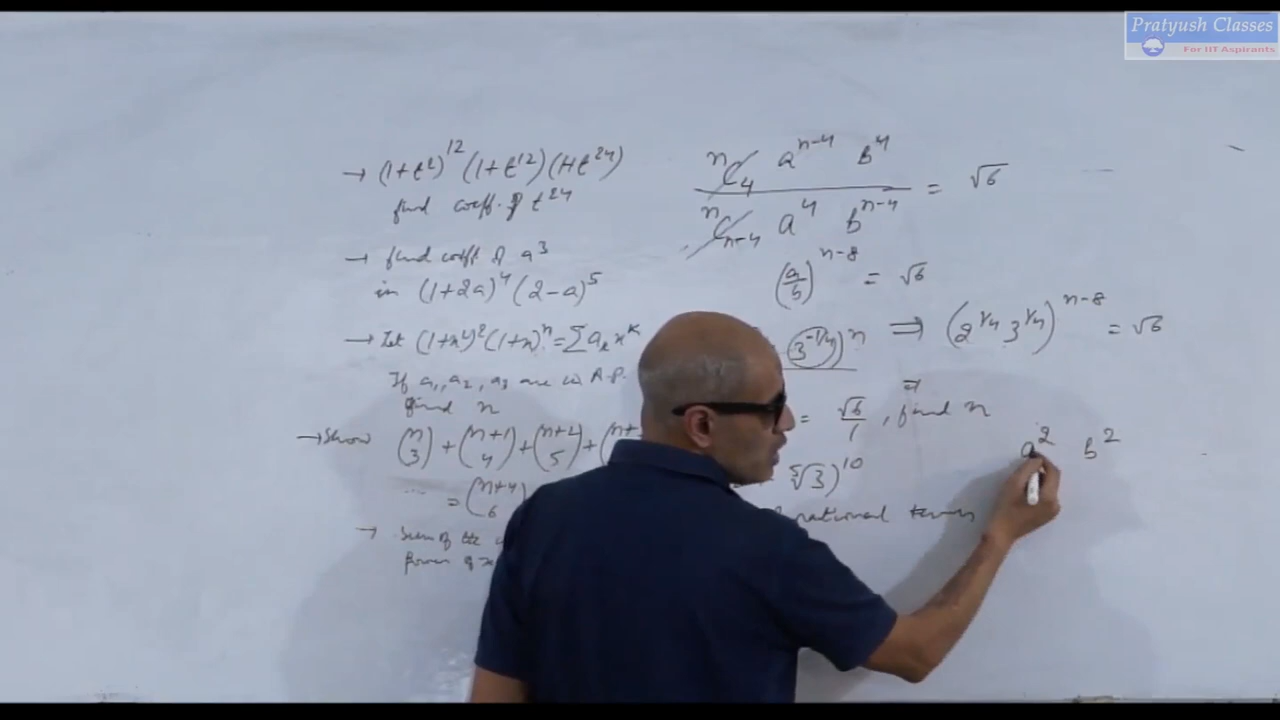 Pratyush Classes
For IIT Aspirants
→ (1+t²)¹² (1+t¹²)(1+t²⁴)
find coeff. of t²⁴
→ find coeff of a³
in (1+2a)⁴ (2-a)⁵
→ Let (1+x²)² (1+x)ⁿ = Σ aₖ xᴷ
If a₁, a₂, a₃ are in A.P.
find n
→ Show (n 3) + (n+1 4) + (n+2 5) + (n+
... = (n+4 6
→ Sum of the
Power of x
ⁿC₄ aⁿ⁻⁴ b⁴ / ⁿCₙ₋₄ a⁴ bⁿ⁻⁴ = √6
(a/b)ⁿ⁻⁸ = √6
3⁻¹/⁴)ⁿ ⇒ (2¹/⁴ 3¹/⁴)ⁿ⁻⁸ = √6
= √6/1 , find n
⁵√3)¹⁰
rational terms
a² b²